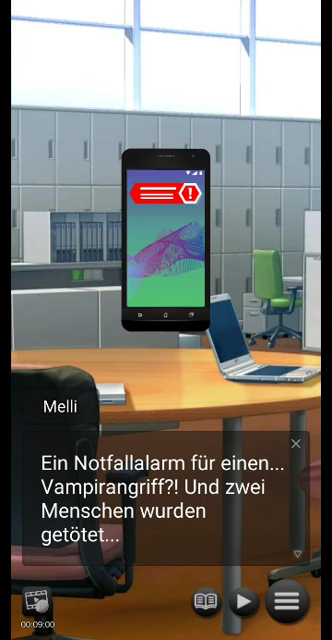 !
Melli
Ein Notfallalarm für einen...
Vampirangriff?! Und zwei
Menschen wurden
getötet...
00:09:00